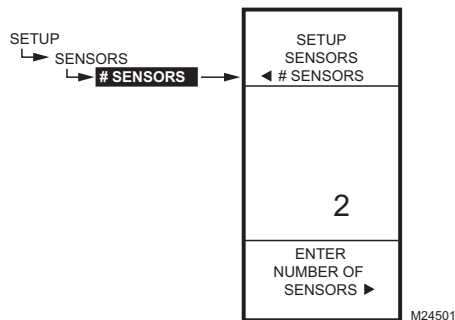 SETUP
SENSORS
# SENSORS
SETUP
SENSORS
◄ # SENSORS
2
ENTER
NUMBER OF
SENSORS ►
M24501